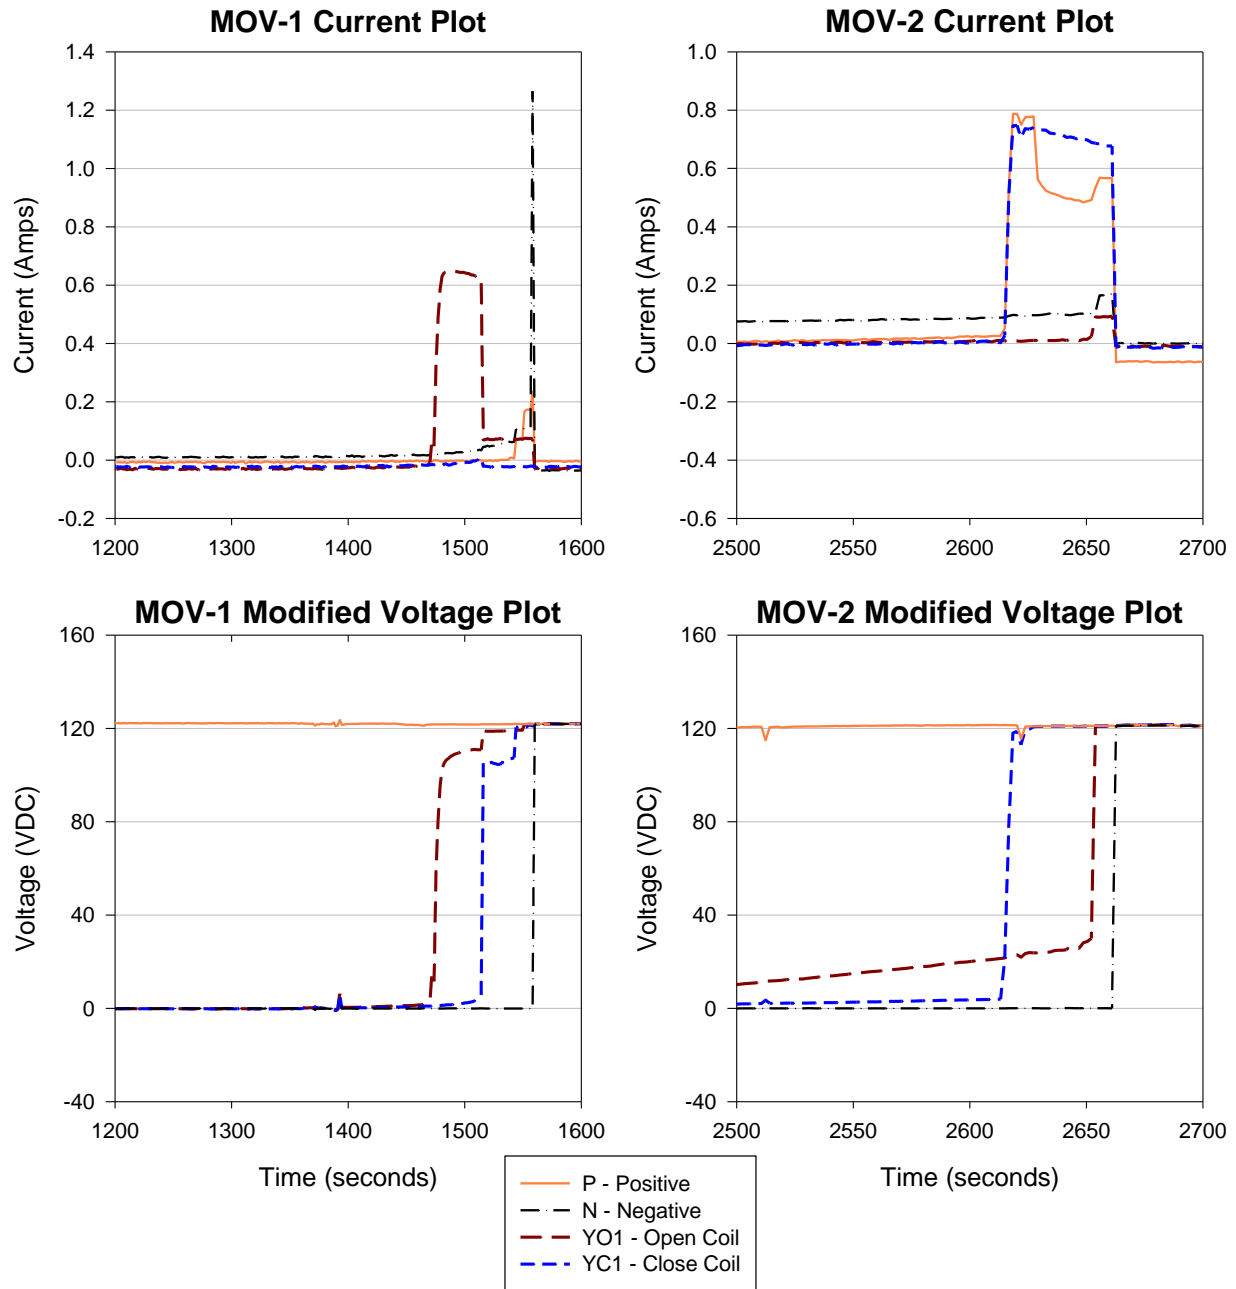 MOV-1 Current Plot
1.4
1.2
1.0
0.8
0.6
0.4
0.2
0.0
-0.2
Current (Amps)
1200 1300 1400 1500 1600
MOV-2 Current Plot
1.0
0.8
0.6
0.4
0.2
0.0
-0.2
-0.4
-0.6
Current (Amps)
2500 2550 2600 2650 2700
MOV-1 Modified Voltage Plot
160
120
80
40
0
-40
Voltage (VDC)
1200 1300 1400 1500 1600
Time (seconds)
MOV-2 Modified Voltage Plot
160
120
80
40
0
-40
Voltage (VDC)
2500 2550 2600 2650 2700
Time (seconds)
P - Positive
N - Negative
YO1 - Open Coil
YC1 - Close Coil